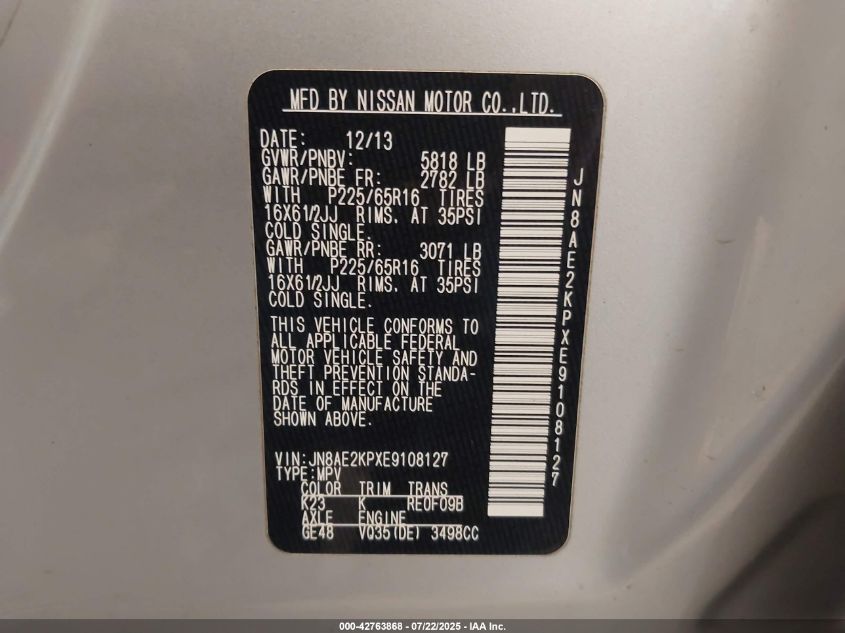 MFD BY NISSAN MOTOR CO.,LTD.
DATE: 12/13
GVWR/PNBV: 5818 LB
GAWR/PNBE FR: 2782 LB
WITH P225/65R16 TIRES
16X61/2JJ RIMS, AT 35PSI
COLD SINGLE.
GAWR/PNBE RR: 3071 LB
WITH P225/65R16 TIRES
16X61/2JJ RIMS, AT 35PSI
COLD SINGLE.
THIS VEHICLE CONFORMS TO
ALL APPLICABLE FEDERAL
MOTOR VEHICLE SAFETY AND
THEFT PREVENTION STANDA-
RDS IN EFFECT ON THE
DATE OF MANUFACTURE
SHOWN ABOVE.
VIN:JN8AE2KPXE9108127
TYPE:MPV
COLOR TRIM TRANS
K23 K RE0F09B
AXLE ENGINE
GE48 VQ35(DE) 3498CC
JN8AE2KPXE9108127
000-42763868 - 07/22/2025 - IAA Inc.